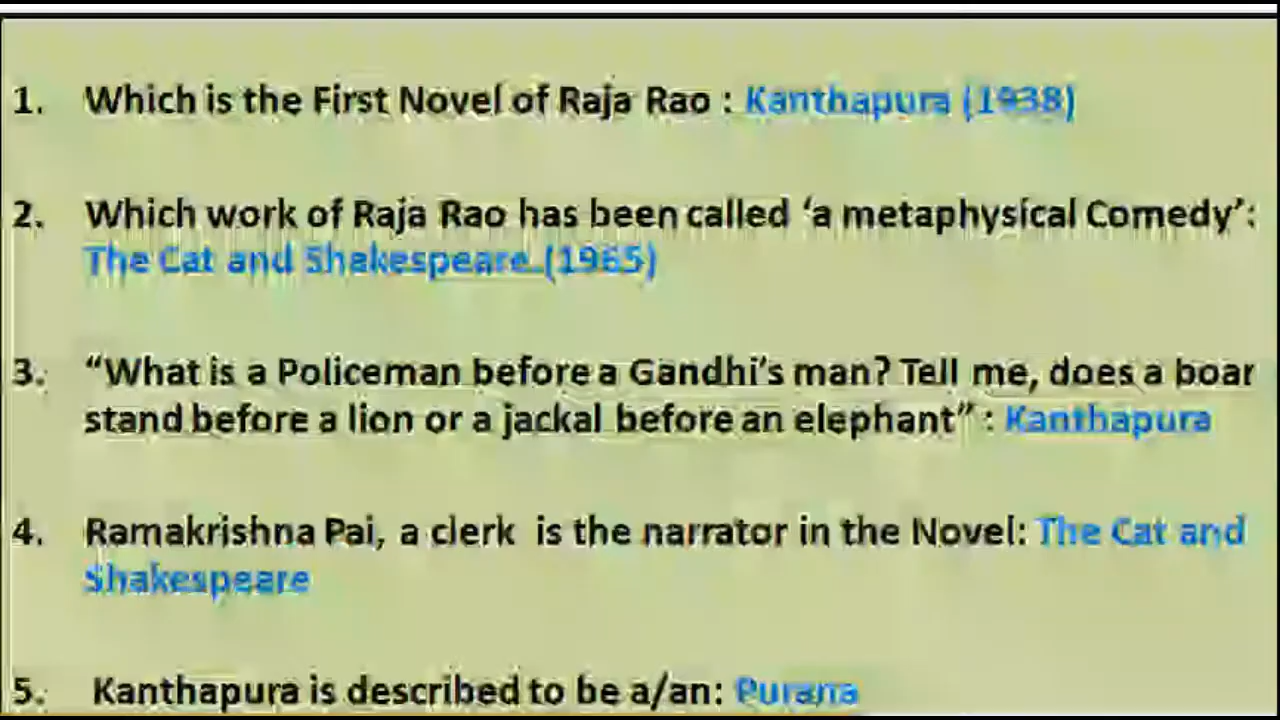 1. Which is the First Novel of Raja Rao : Kanthapura (1938)
2. Which work of Raja Rao has been called ‘a metaphysical Comedy’:
The Cat and Shakespeare (1965)
3. “What is a Policeman before a Gandhi’s man? Tell me, does a boar
stand before a lion or a jackal before an elephant” : Kanthapura
4. Ramakrishna Pai, a clerk is the narrator in the Novel: The Cat and
Shakespeare
5. Kanthapura is described to be a/an: Purana